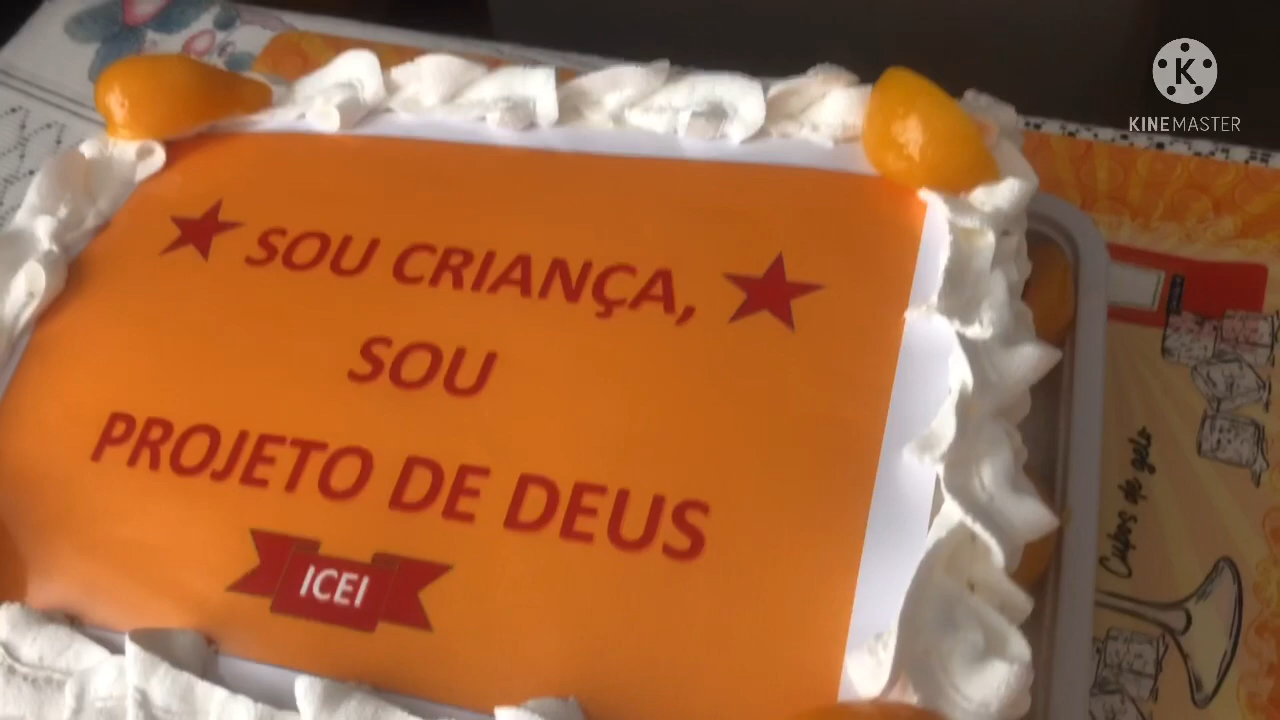 KINEMASTER
SOU CRIANÇA,
SOU
PROJETO DE DEUS
ICEI
Cubos de gelo